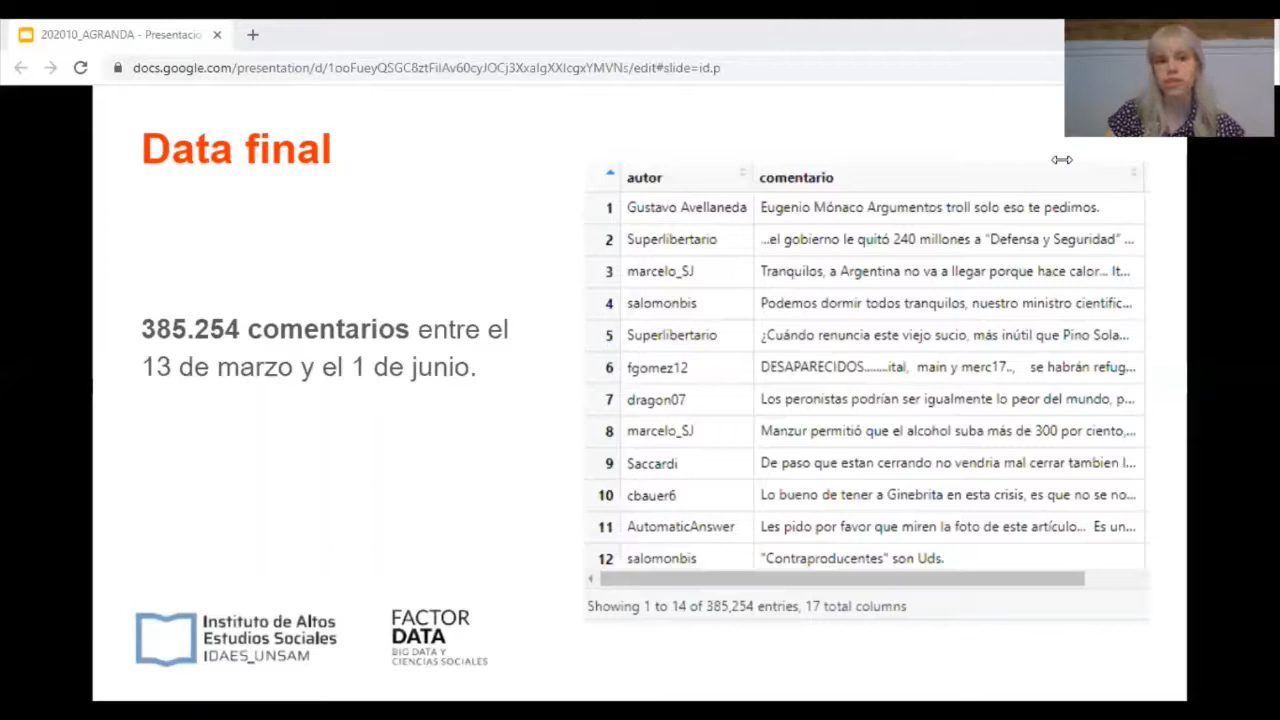 202010_AGRANDA - Presentacio
docs.google.com/presentation/d/1ooFueyQSGC8ztFiIAv60cyJOCj3XxaIgXXIcgxYMVNs/edit#slide=id.p
Data final
385.254 comentarios entre el
13 de marzo y el 1 de junio.
autor comentario
1 Gustavo Avellaneda Eugenio Mónaco Argumentos troll solo eso te pedimos.
2 Superlibertario ...el gobierno le quitó 240 millones a "Defensa y Seguridad" ...
3 marcelo_SJ Tranquilos, a Argentina no va a llegar porque hace calor... It...
4 salomonbis Podemos dormir todos tranquilos, nuestro ministro cientific...
5 Superlibertario ¿Cuándo renuncia este viejo sucio, más inútil que Pino Sola...
6 fgomez12 DESAPARECIDOS........ital, main y merc17.., se habrán refug...
7 dragon07 Los peronistas podrían ser igualmente lo peor del mundo, p...
8 marcelo_SJ Manzur permitió que el alcohol suba más de 300 por ciento,...
9 Saccardi De paso que estan cerrando no vendria mal cerrar tambien l...
10 cbauer6 Lo bueno de tener a Ginebrita en esta crisis, es que no se no...
11 AutomaticAnswer Les pido por favor que miren la foto de este artículo... Es un...
12 salomonbis "Contraproducentes" son Uds.
Showing 1 to 14 of 385,254 entries, 17 total columns
Instituto de Altos
Estudios Sociales
IDAES_UNSAM
FACTOR
DATA
BIG DATA Y
CIENCIAS SOCIALES